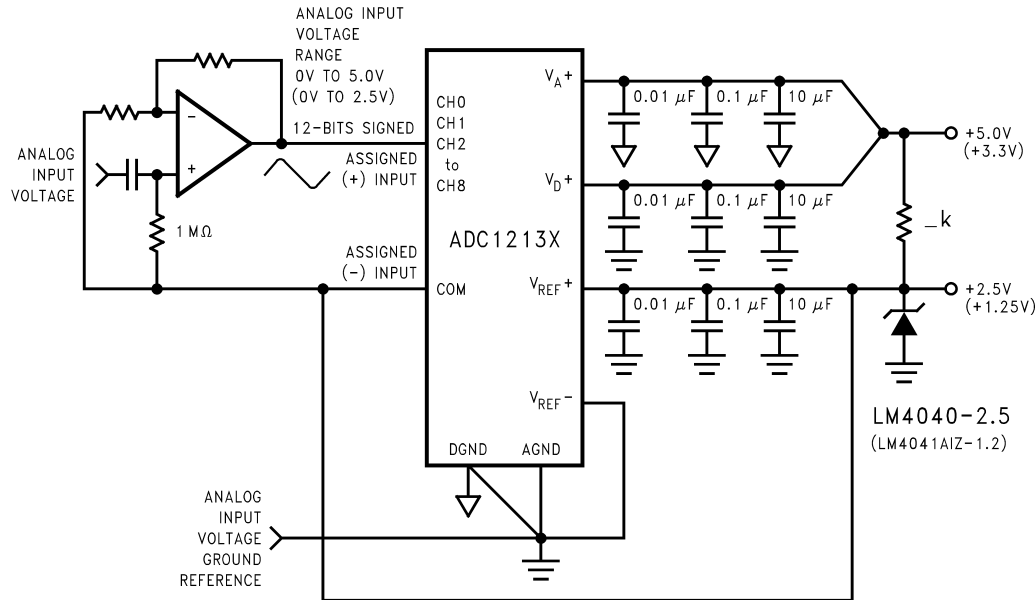 ANALOG INPUT
VOLTAGE
RANGE
0V TO 5.0V
(0V TO 2.5V)
12-BITS SIGNED
ASSIGNED
(+) INPUT
ANALOG
INPUT
VOLTAGE
−
+
1 MΩ
ASSIGNED
(−) INPUT
CH0
CH1
CH2
to
CH8
ADC1213X
COM
VA+
VD+
VREF+
VREF−
DGND
AGND
0.01 μF
0.1 μF
10 μF
0.01 μF
0.1 μF
10 μF
0.01 μF
0.1 μF
10 μF
+5.0V
(+3.3V)
_k
+2.5V
(+1.25V)
LM4040-2.5
(LM4041AIZ-1.2)
ANALOG
INPUT
VOLTAGE
GROUND
REFERENCE